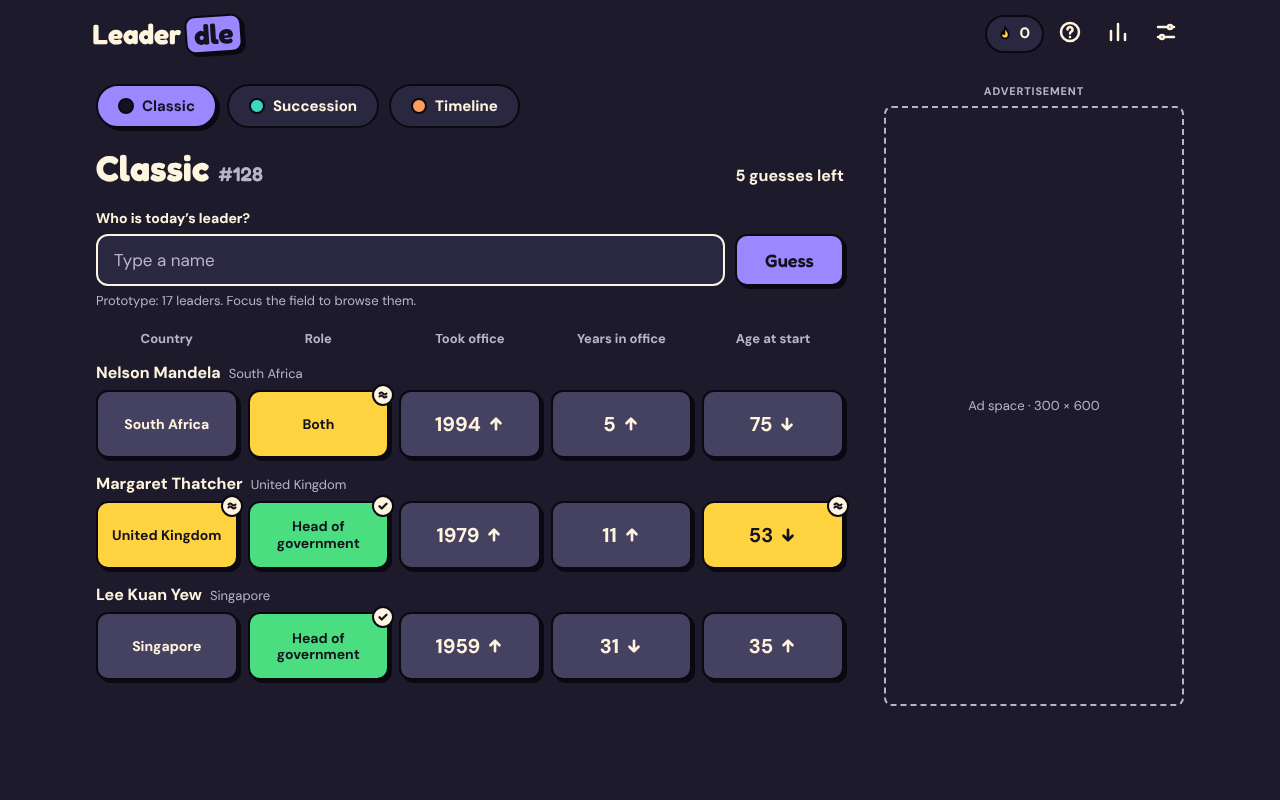 Leader dle
0
Classic
Succession
Timeline
ADVERTISEMENT
Classic #128
5 guesses left
Who is today’s leader?
Type a name
Guess
Prototype: 17 leaders. Focus the field to browse them.
Country Role Took office Years in office Age at start
Nelson Mandela South Africa
South Africa
Both
1994 ↑
5 ↑
75 ↓
Ad space · 300 × 600
Margaret Thatcher United Kingdom
United Kingdom
Head of
government
1979 ↑
11 ↑
53 ↓
Lee Kuan Yew Singapore
Singapore
Head of
government
1959 ↑
31 ↓
35 ↑